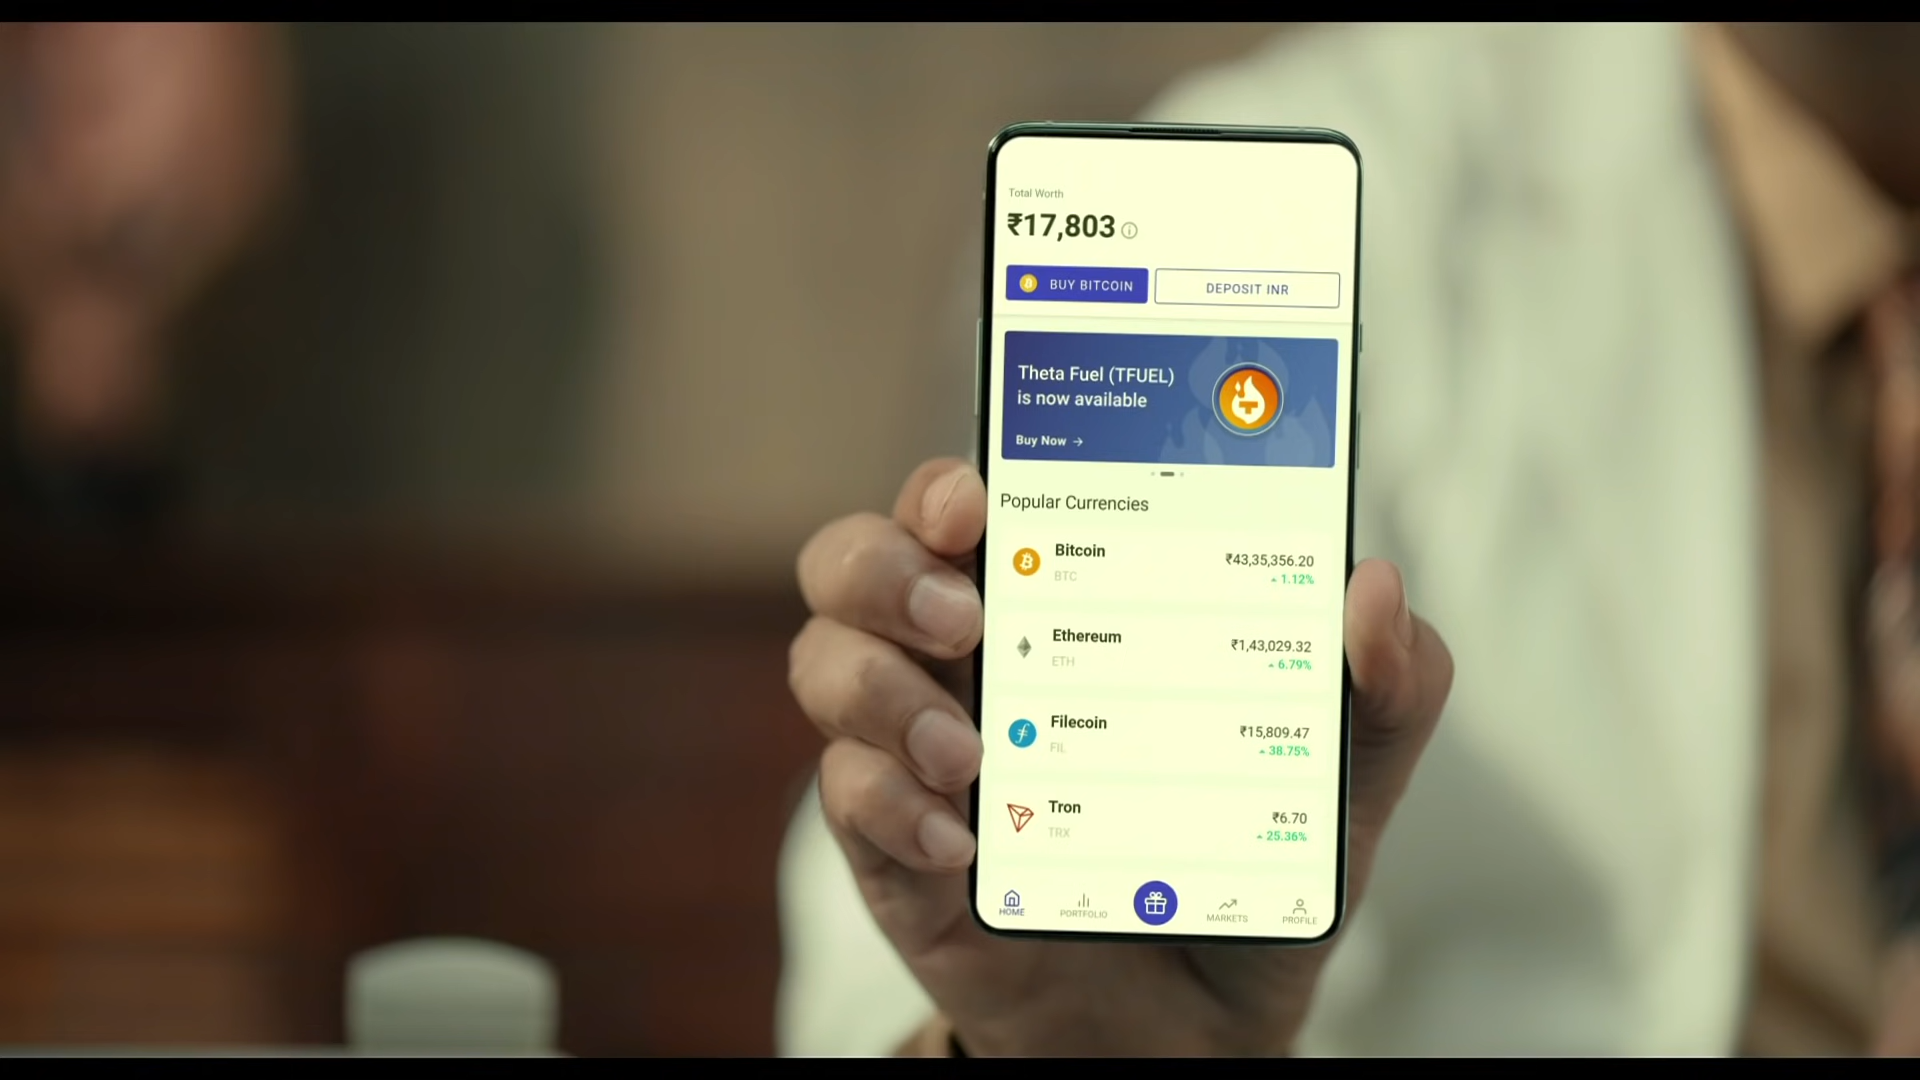 Total Worth
₹17,803
BUY BITCOIN
DEPOSIT INR
Theta Fuel (TFUEL)
is now available
Buy Now →
Popular Currencies
Bitcoin
₹43,35,356.20
BTC
1.12%
Ethereum
₹1,43,029.32
ETH
6.79%
Filecoin
₹15,809.47
FIL
38.75%
Tron
₹6.70
TRX
25.36%
HOME
PORTFOLIO
MARKETS
PROFILE